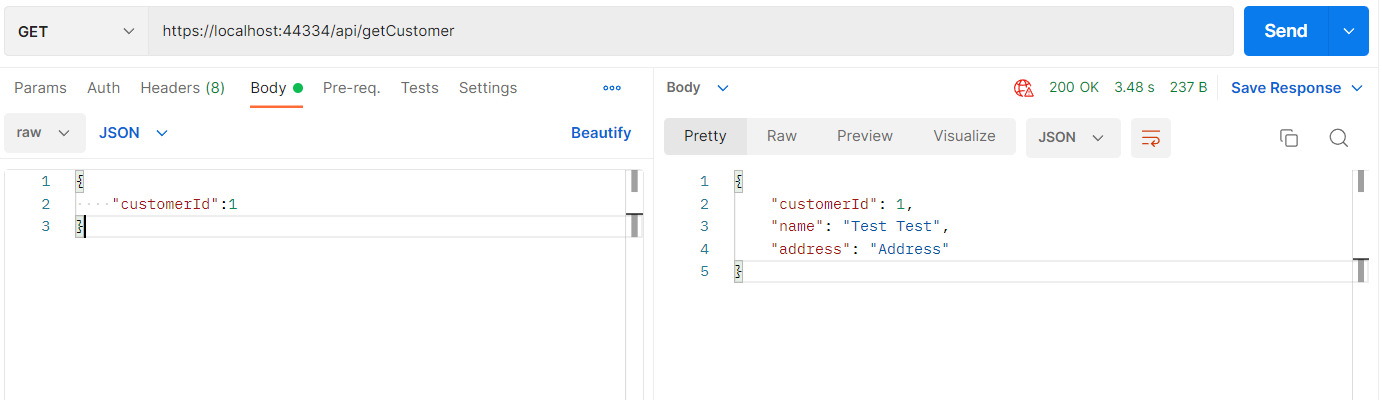 GET https://localhost:44334/api/getCustomer Send
Params Auth Headers (8) Body Pre-req. Tests Settings
raw JSON Beautify
1 {
2 "customerId":1
3 }
Body 200 OK 3.48 s 237 B Save Response
Pretty Raw Preview Visualize JSON
1 {
2 "customerId": 1,
3 "name": "Test Test",
4 "address": "Address"
5 }